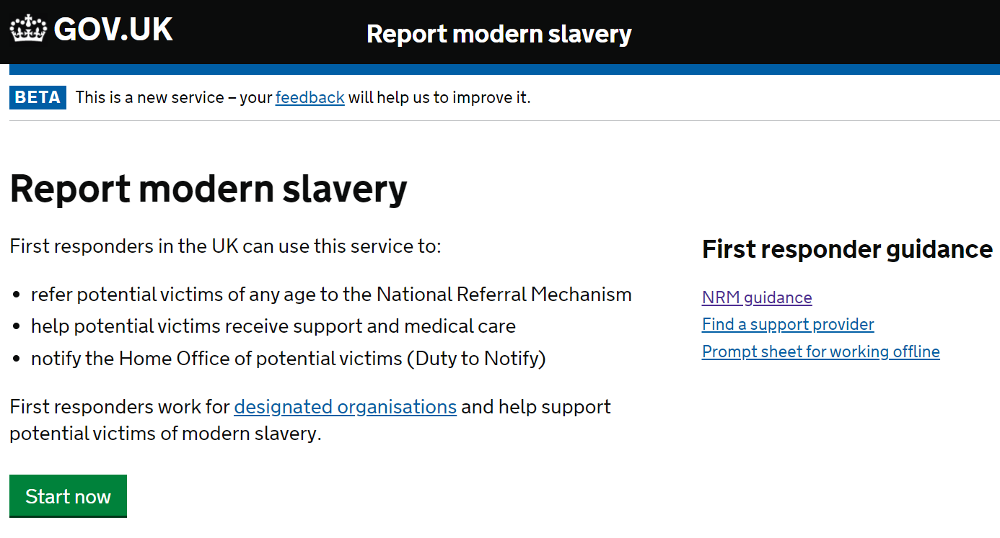 GOV.UK
Report modern slavery
BETA This is a new service – your feedback will help us to improve it.
Report modern slavery
First responders in the UK can use this service to:
• refer potential victims of any age to the National Referral Mechanism
• help potential victims receive support and medical care
• notify the Home Office of potential victims (Duty to Notify)
First responders work for designated organisations and help support
potential victims of modern slavery.
Start now
First responder guidance
NRM guidance
Find a support provider
Prompt sheet for working offline